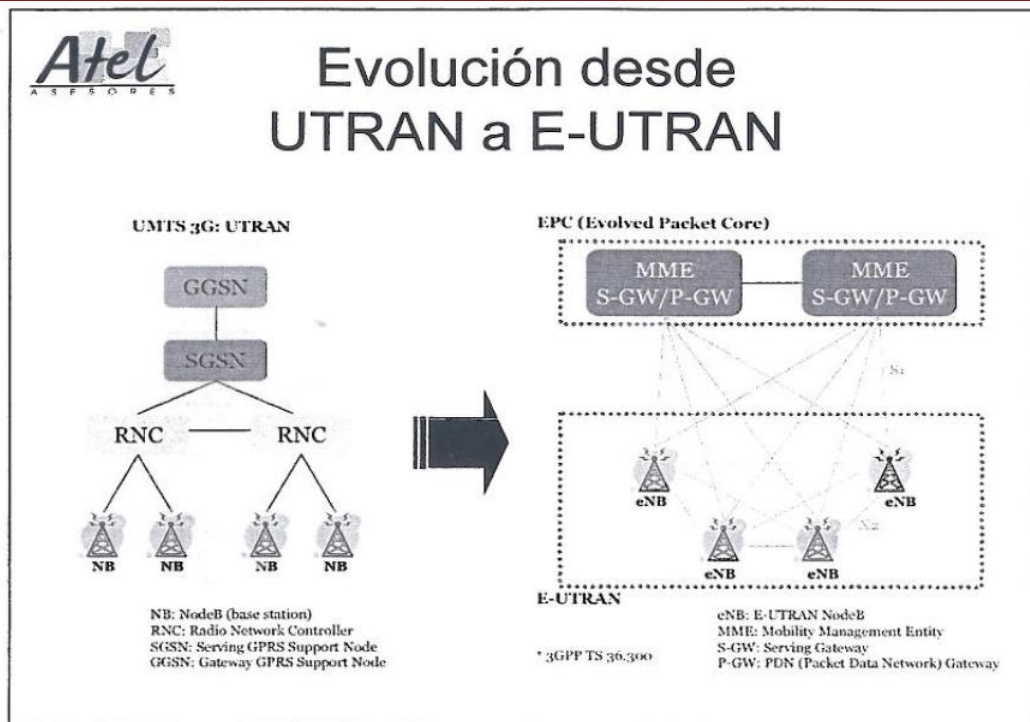 Atel
ASESORES
Evolución desde
UTRAN a E-UTRAN
UMTS 3G: UTRAN
GGSN
SGSN
RNC
RNC
NB
NB
NB
NB
NB: NodeB (base station)
RNC: Radio Network Controller
SGSN: Serving GPRS Support Node
GGSN: Gateway GPRS Support Node
EPC (Evolved Packet Core)
MME
S-GW/P-GW
MME
S-GW/P-GW
S1
eNB
eNB
X2
eNB
eNB
E-UTRAN
* 3GPP TS 36.300
eNB: E-UTRAN NodeB
MME: Mobility Management Entity
S-GW: Serving Gateway
P-GW: PDN (Packet Data Network) Gateway